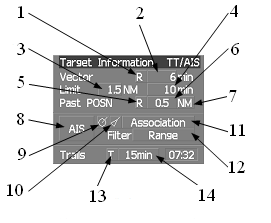 1
2
4
3
6
5
7
Target Information TT/AIS
Vector R 6min
Limit 1.5 NM 10min
Past POSN R 0.5 NM
8
AIS
Association
11
Filter Range
9
12
10
Trails T 15min 07:32
13
14